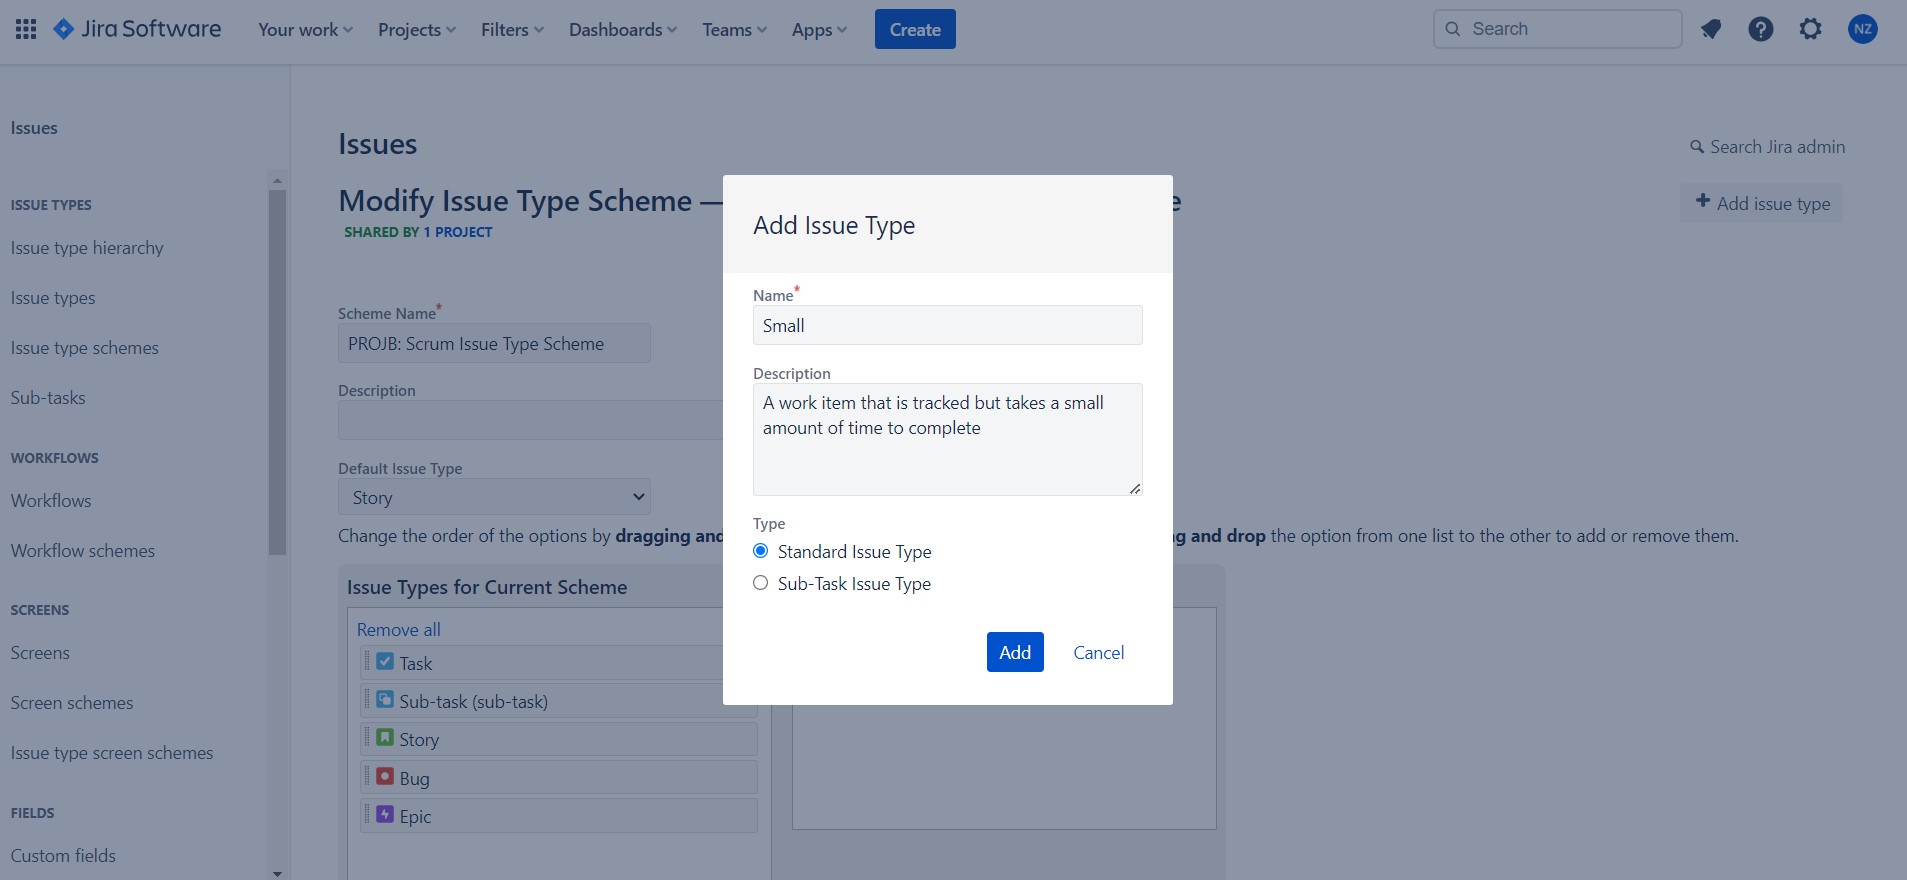 Jira Software
Your work
Projects
Filters
Dashboards
Teams
Apps
Create
Search
NZ
Issues
ISSUE TYPES
Issue type hierarchy
Issue types
Issue type schemes
Sub-tasks
WORKFLOWS
Workflows
Workflow schemes
SCREENS
Screens
Screen schemes
Issue type screen schemes
FIELDS
Custom fields
Issues
Search Jira admin
Modify Issue Type Scheme —
Add issue type
SHARED BY 1 PROJECT
Scheme Name*
PROJB: Scrum Issue Type Scheme
Description
Default Issue Type
Story
Change the order of the options by dragging and
and drop the option from one list to the other to add or remove them.
Issue Types for Current Scheme
Remove all
Task
Sub-task (sub-task)
Story
Bug
Epic
Add Issue Type
Name*
Small
Description
A work item that is tracked but takes a small
amount of time to complete
Type
Standard Issue Type
Sub-Task Issue Type
Add
Cancel